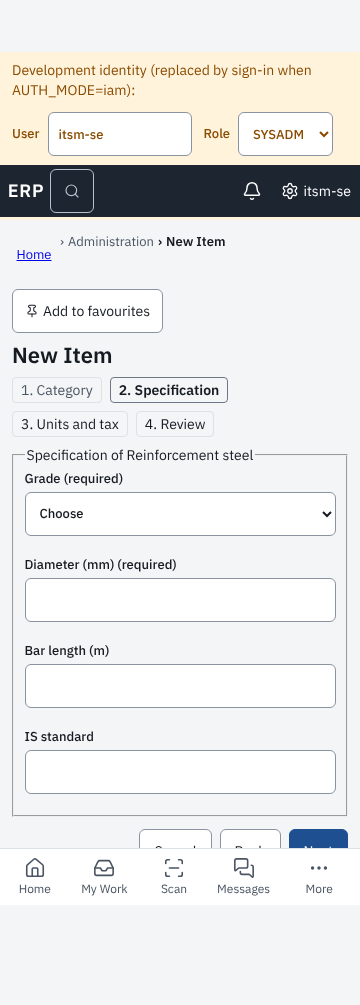 Development identity (replaced by sign-in when
AUTH_MODE=iam):
User itsm-se Role SYSADM
ERP itsm-se
› Administration › New Item
Home
Add to favourites
New Item
1. Category 2. Specification
3. Units and tax 4. Review
Specification of Reinforcement steel
Grade (required)
Choose
Diameter (mm) (required)
Bar length (m)
IS standard
Home My Work Scan Messages More